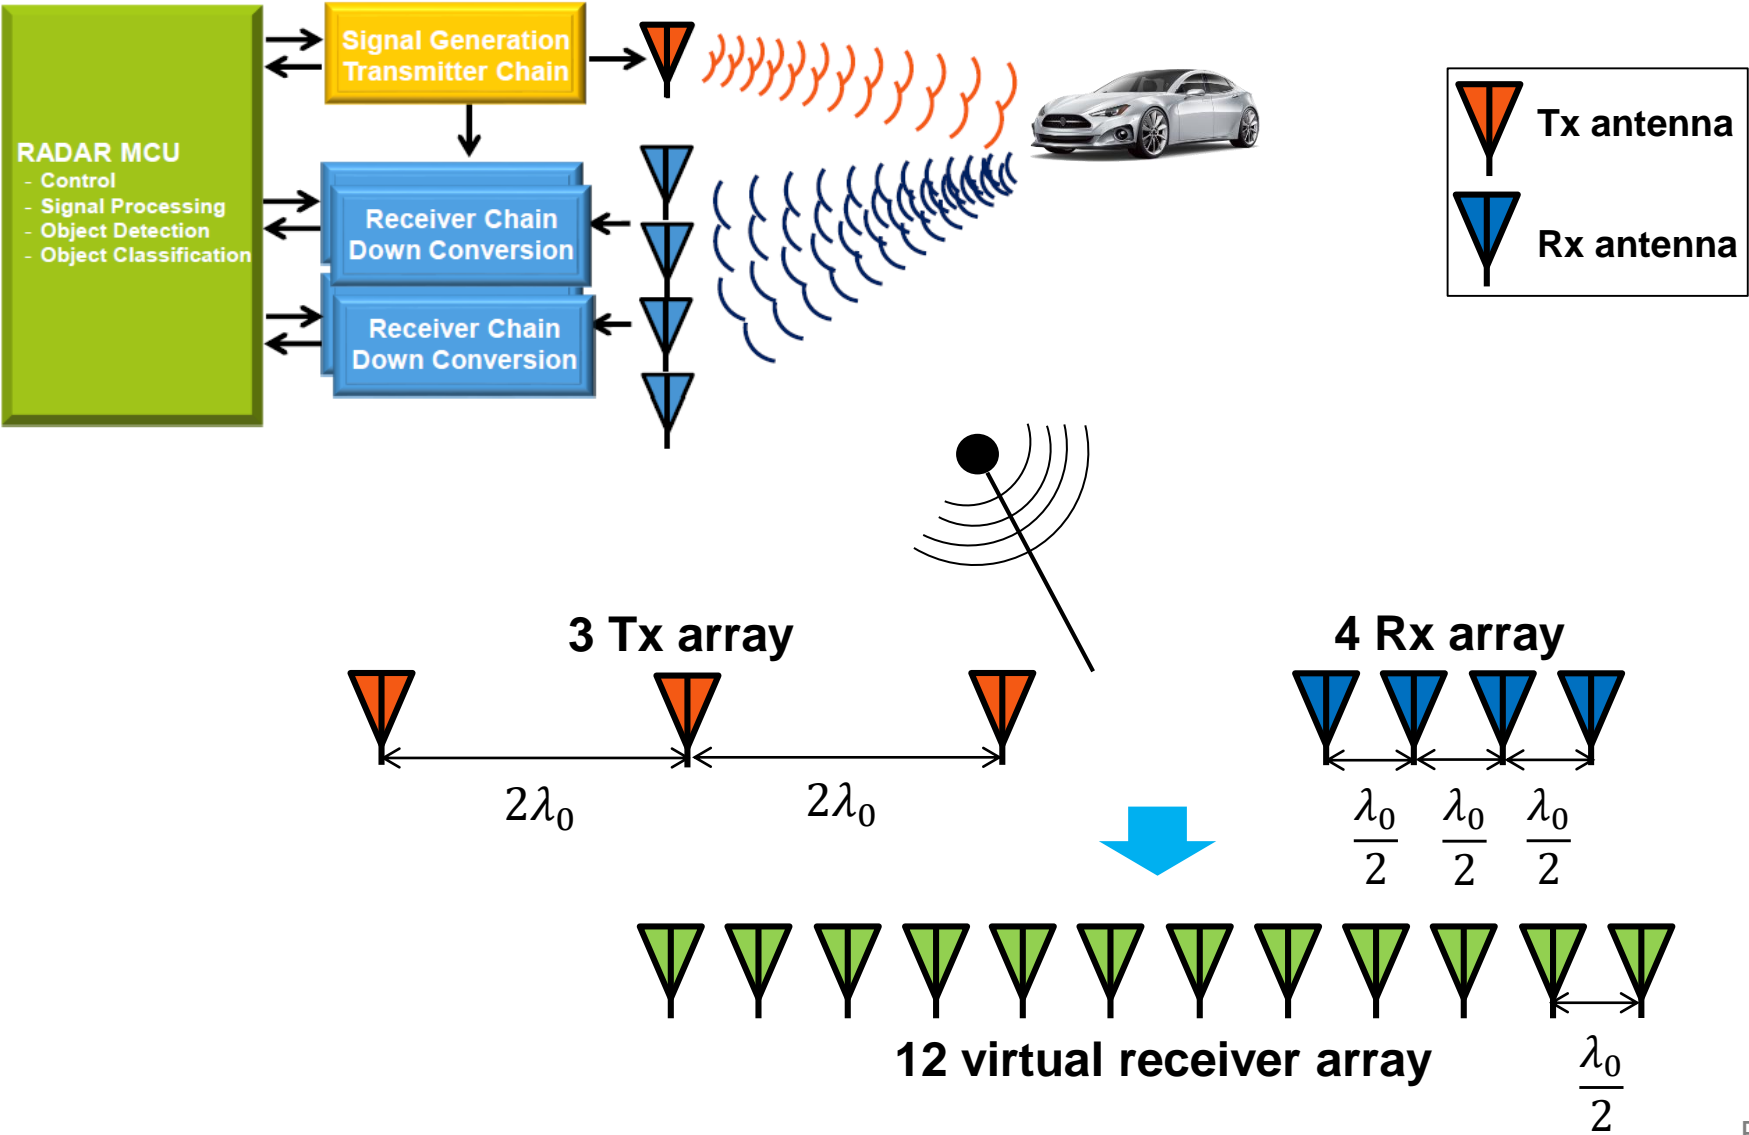 Signal Generation
Transmitter Chain
RADAR MCU
- Control
- Signal Processing
- Object Detection
- Object Classification
Receiver Chain
Down Conversion
Receiver Chain
Down Conversion
Tx antenna
Rx antenna
3 Tx array
4 Rx array
2λ₀
2λ₀
λ₀/2
λ₀/2
λ₀/2
12 virtual receiver array
λ₀/2